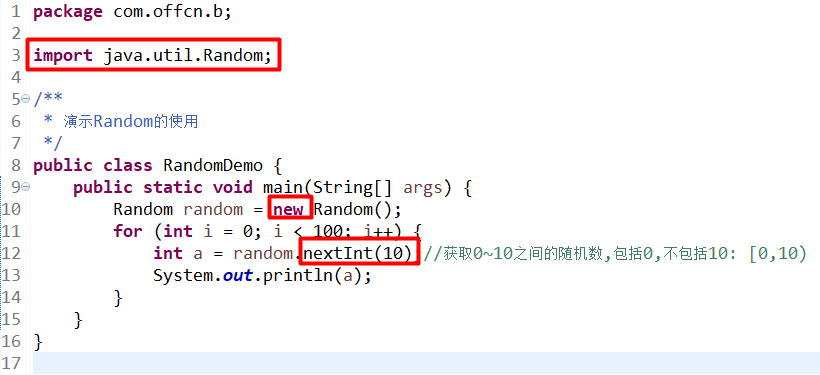 1 package com.offcn.b;
2
3 import java.util.Random;
4
5 /**
6 * 演示Random的使用
7 */
8 public class RandomDemo {
9 public static void main(String[] args) {
10 Random random = new Random();
11 for (int i = 0; i < 100; i++) {
12 int a = random.nextInt(10) //获取0~10之间的随机数,包括0,不包括10: [0,10)
13 System.out.println(a);
14 }
15 }
16 }
17